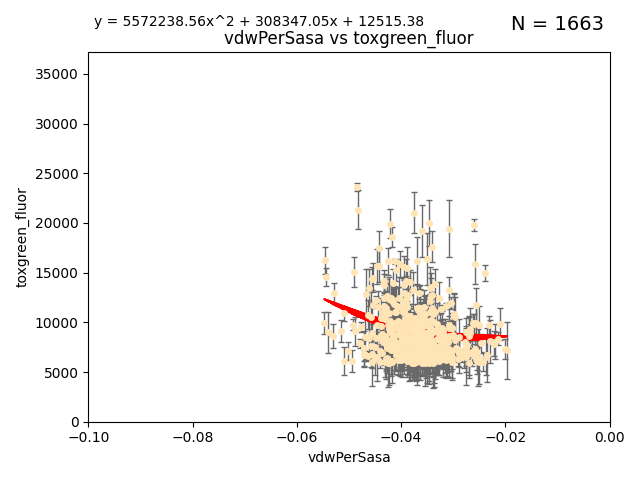 y = 5572238.56x^2 + 308347.05x + 12515.38
N = 1663
vdwPerSasa vs toxgreen_fluor
35000
30000
25000
20000
15000
10000
5000
0
toxgreen_fluor
−0.10 −0.08 −0.06 −0.04 −0.02 0.00
vdwPerSasa